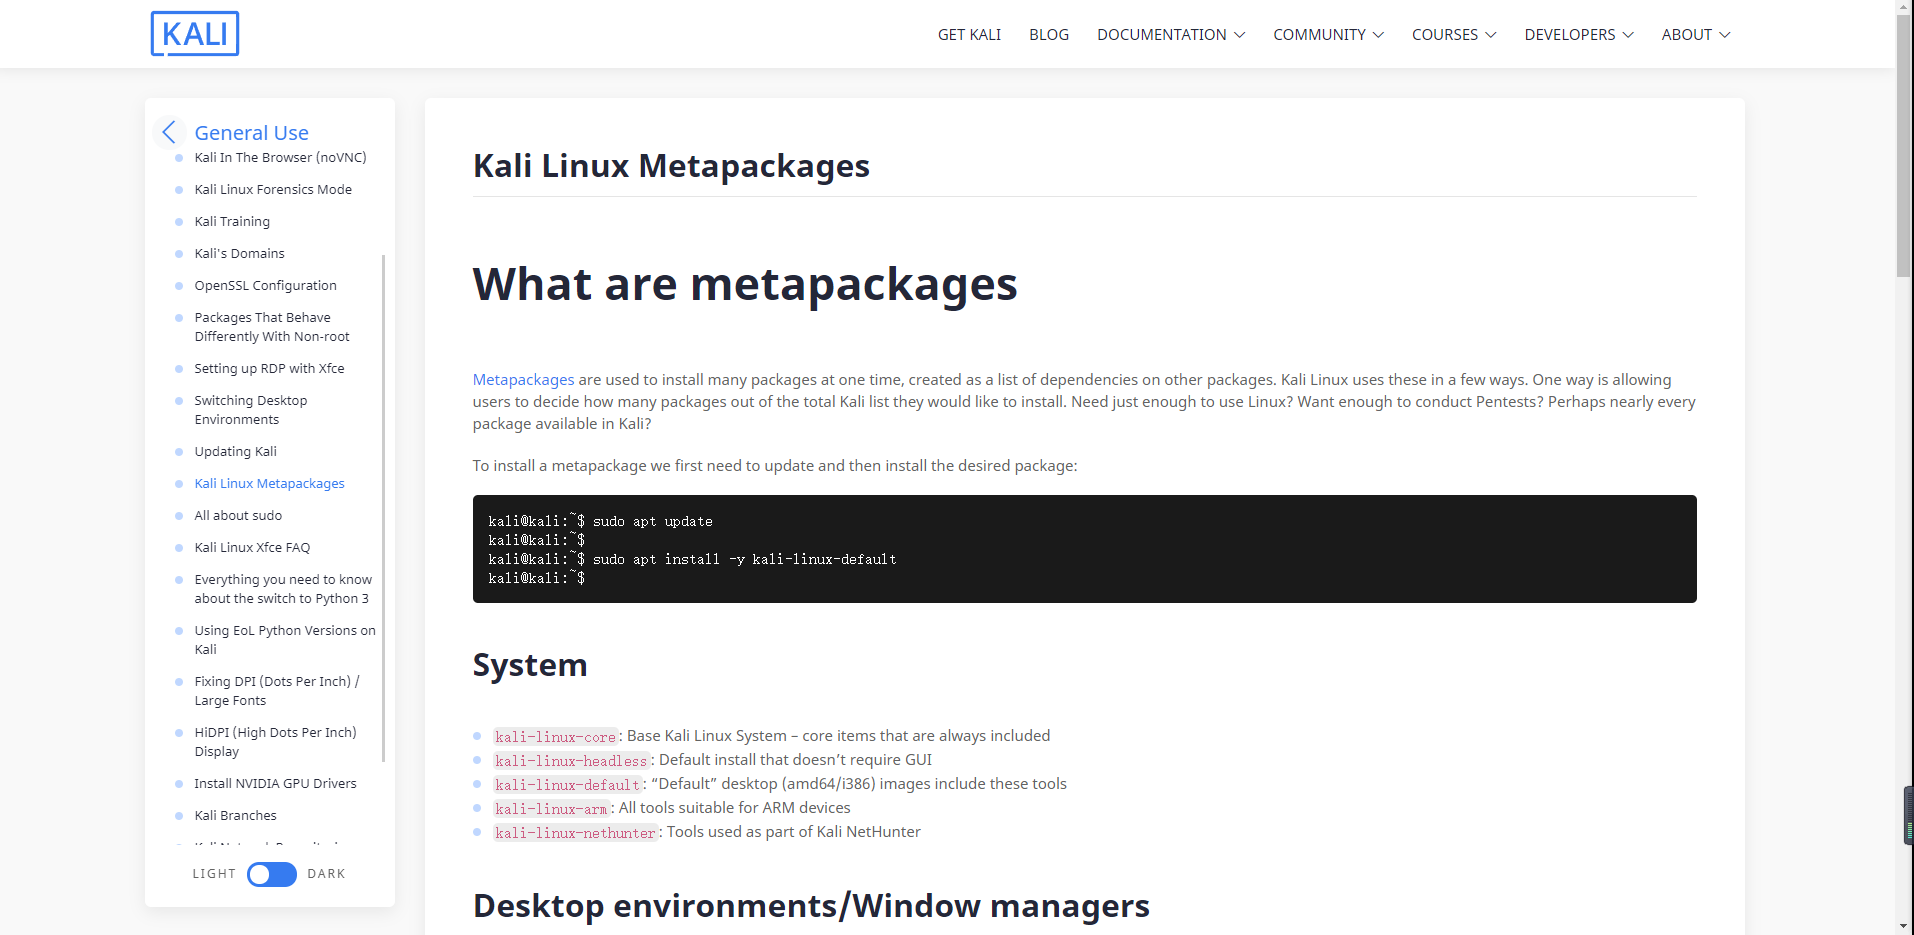 KALI
GET KALI
BLOG
DOCUMENTATION
COMMUNITY
COURSES
DEVELOPERS
ABOUT
General Use
Kali In The Browser (noVNC)
Kali Linux Forensics Mode
Kali Training
Kali's Domains
OpenSSL Configuration
Packages That Behave
Differently With Non-root
Setting up RDP with Xfce
Switching Desktop
Environments
Updating Kali
Kali Linux Metapackages
All about sudo
Kali Linux Xfce FAQ
Everything you need to know
about the switch to Python 3
Using EoL Python Versions on
Kali
Fixing DPI (Dots Per Inch) /
Large Fonts
HiDPI (High Dots Per Inch)
Display
Install NVIDIA GPU Drivers
Kali Branches
LIGHT
DARK
Kali Linux Metapackages
What are metapackages
Metapackages are used to install many packages at one time, created as a list of dependencies on other packages. Kali Linux uses these in a few ways. One way is allowing
users to decide how many packages out of the total Kali list they would like to install. Need just enough to use Linux? Want enough to conduct Pentests? Perhaps nearly every
package available in Kali?
To install a metapackage we first need to update and then install the desired package:
kali@kali:~$ sudo apt update
kali@kali:~$
kali@kali:~$ sudo apt install -y kali-linux-default
kali@kali:~$
System
kali-linux-core: Base Kali Linux System – core items that are always included
kali-linux-headless: Default install that doesn’t require GUI
kali-linux-default: “Default” desktop (amd64/i386) images include these tools
kali-linux-arm: All tools suitable for ARM devices
kali-linux-nethunter: Tools used as part of Kali NetHunter
Desktop environments/Window managers